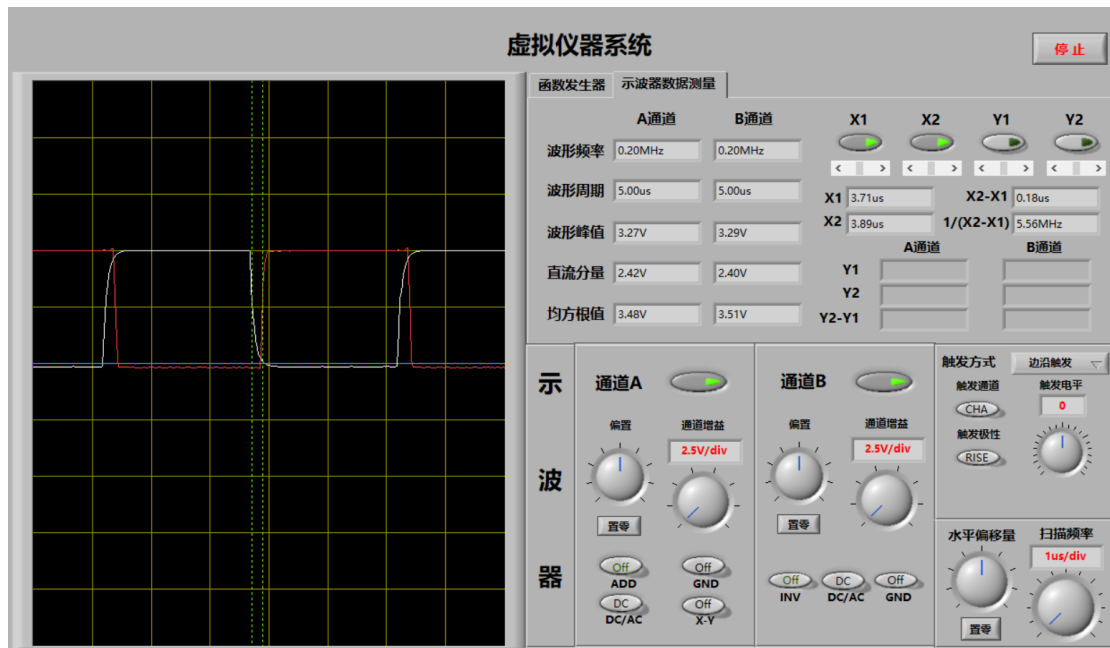 虚拟仪器系统
停止
函数发生器 示波器数据测量
A通道 B通道
波形频率 0.20MHz 0.20MHz
波形周期 5.00us 5.00us
波形峰值 3.27V 3.29V
直流分量 2.42V 2.40V
均方根值 3.48V 3.51V
X1 X2 Y1 Y2
X1 3.71us X2-X1 0.18us
X2 3.89us 1/(X2-X1) 5.56MHz
A通道 B通道
Y1
Y2
Y2-Y1
示波器
通道A
偏置 通道增益
2.5V/div
置零
Off Off
ADD GND
DC Off
DC/AC X-Y
通道B
偏置 通道增益
2.5V/div
置零
Off DC Off
INV DC/AC GND
触发方式 边沿触发
触发通道 触发电平
CHA 0
触发极性
RISE
水平偏移量 扫描频率
1us/div
置零